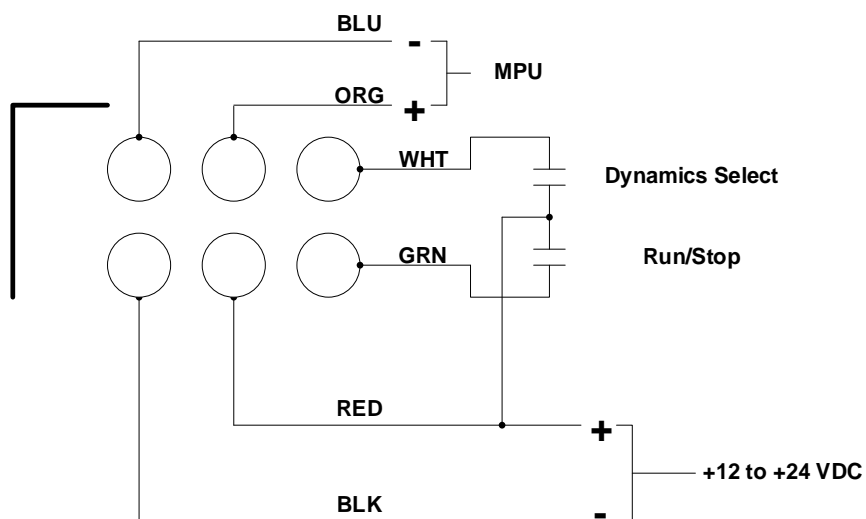 BLU
-
MPU
ORG
+
WHT
Dynamics Select
GRN
Run/Stop
RED
+
+12 to +24 VDC
BLK
-